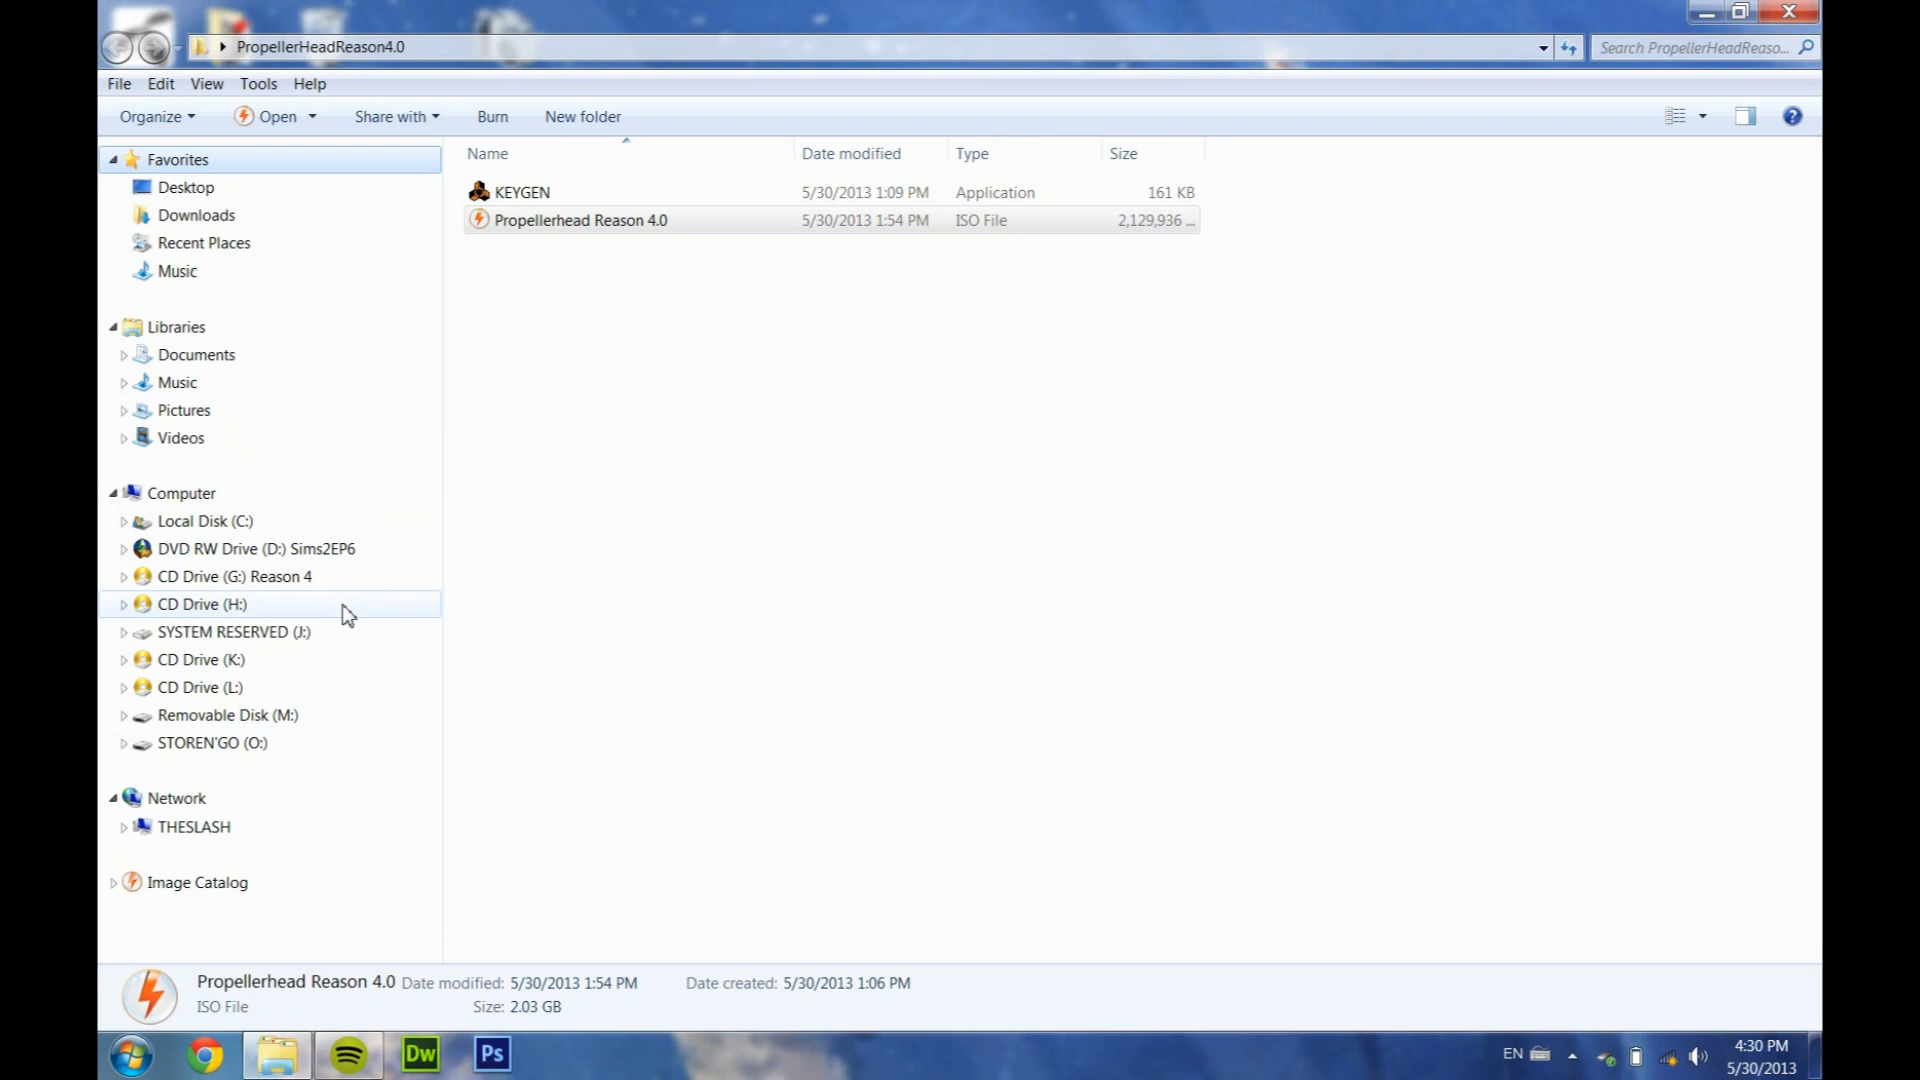 PropellerHeadReason4.0
Search PropellerHeadReaso...
File Edit View Tools Help
Organize Open Share with Burn New folder
Name Date modified Type Size
KEYGEN 5/30/2013 1:09 PM Application 161 KB
Propellerhead Reason 4.0 5/30/2013 1:54 PM ISO File 2,129,936 ...
Favorites
Desktop
Downloads
Recent Places
Music
Libraries
Documents
Music
Pictures
Videos
Computer
Local Disk (C:)
DVD RW Drive (D:) Sims2EP6
CD Drive (G:) Reason 4
CD Drive (H:)
SYSTEM RESERVED (J:)
CD Drive (K:)
CD Drive (L:)
Removable Disk (M:)
STOREN'GO (O:)
Network
THESLASH
Image Catalog
Propellerhead Reason 4.0 Date modified: 5/30/2013 1:54 PM Date created: 5/30/2013 1:06 PM
ISO File Size: 2.03 GB
Dw Ps EN 4:30 PM
5/30/2013